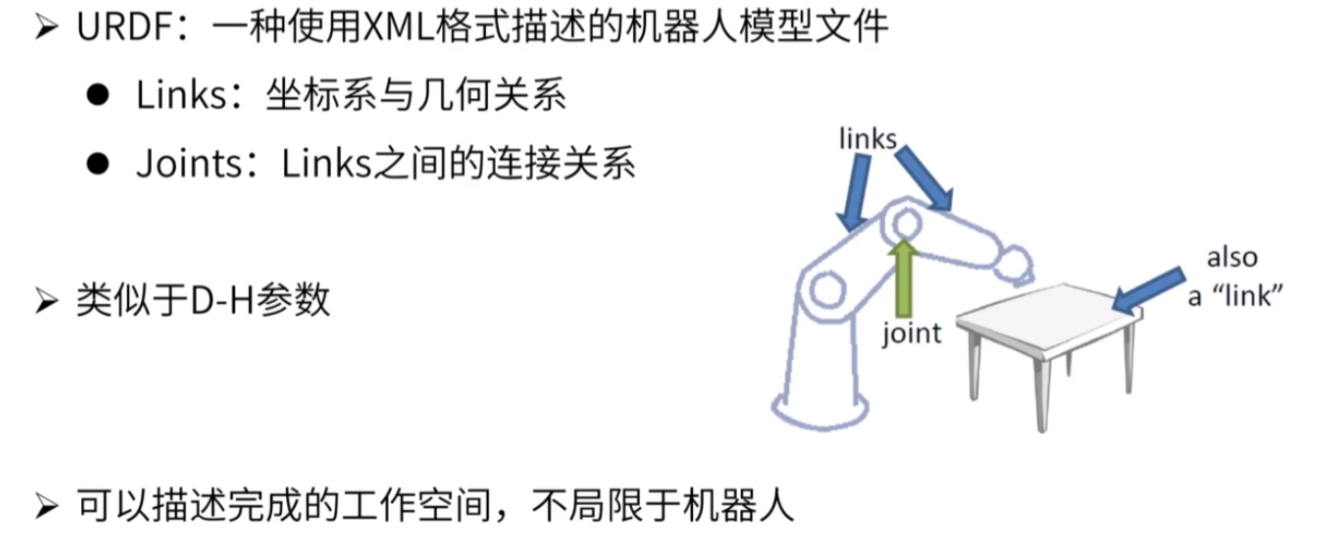 ➢ URDF：一种使用XML格式描述的机器人模型文件
● Links：坐标系与几何关系
● Joints：Links之间的连接关系
links
also
a “link”
➢ 类似于D-H参数
joint
➢ 可以描述完成的工作空间，不局限于机器人